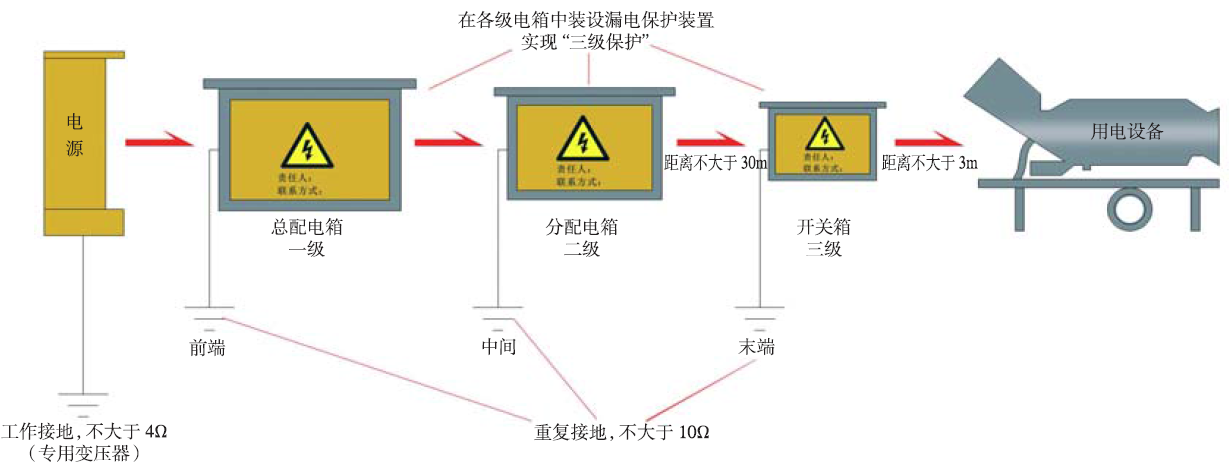 在各级电箱中装设漏电保护装置
实现“三级保护”
电
源
责任人：
联系方式：
责任人：
联系方式：
责任人：
联系方式：
用电设备
距离不大于30m
距离不大于3m
总配电箱
一级
分配电箱
二级
开关箱
三级
前端
中间
末端
工作接地，不大于4Ω
（专用变压器）
重复接地，不大于10Ω